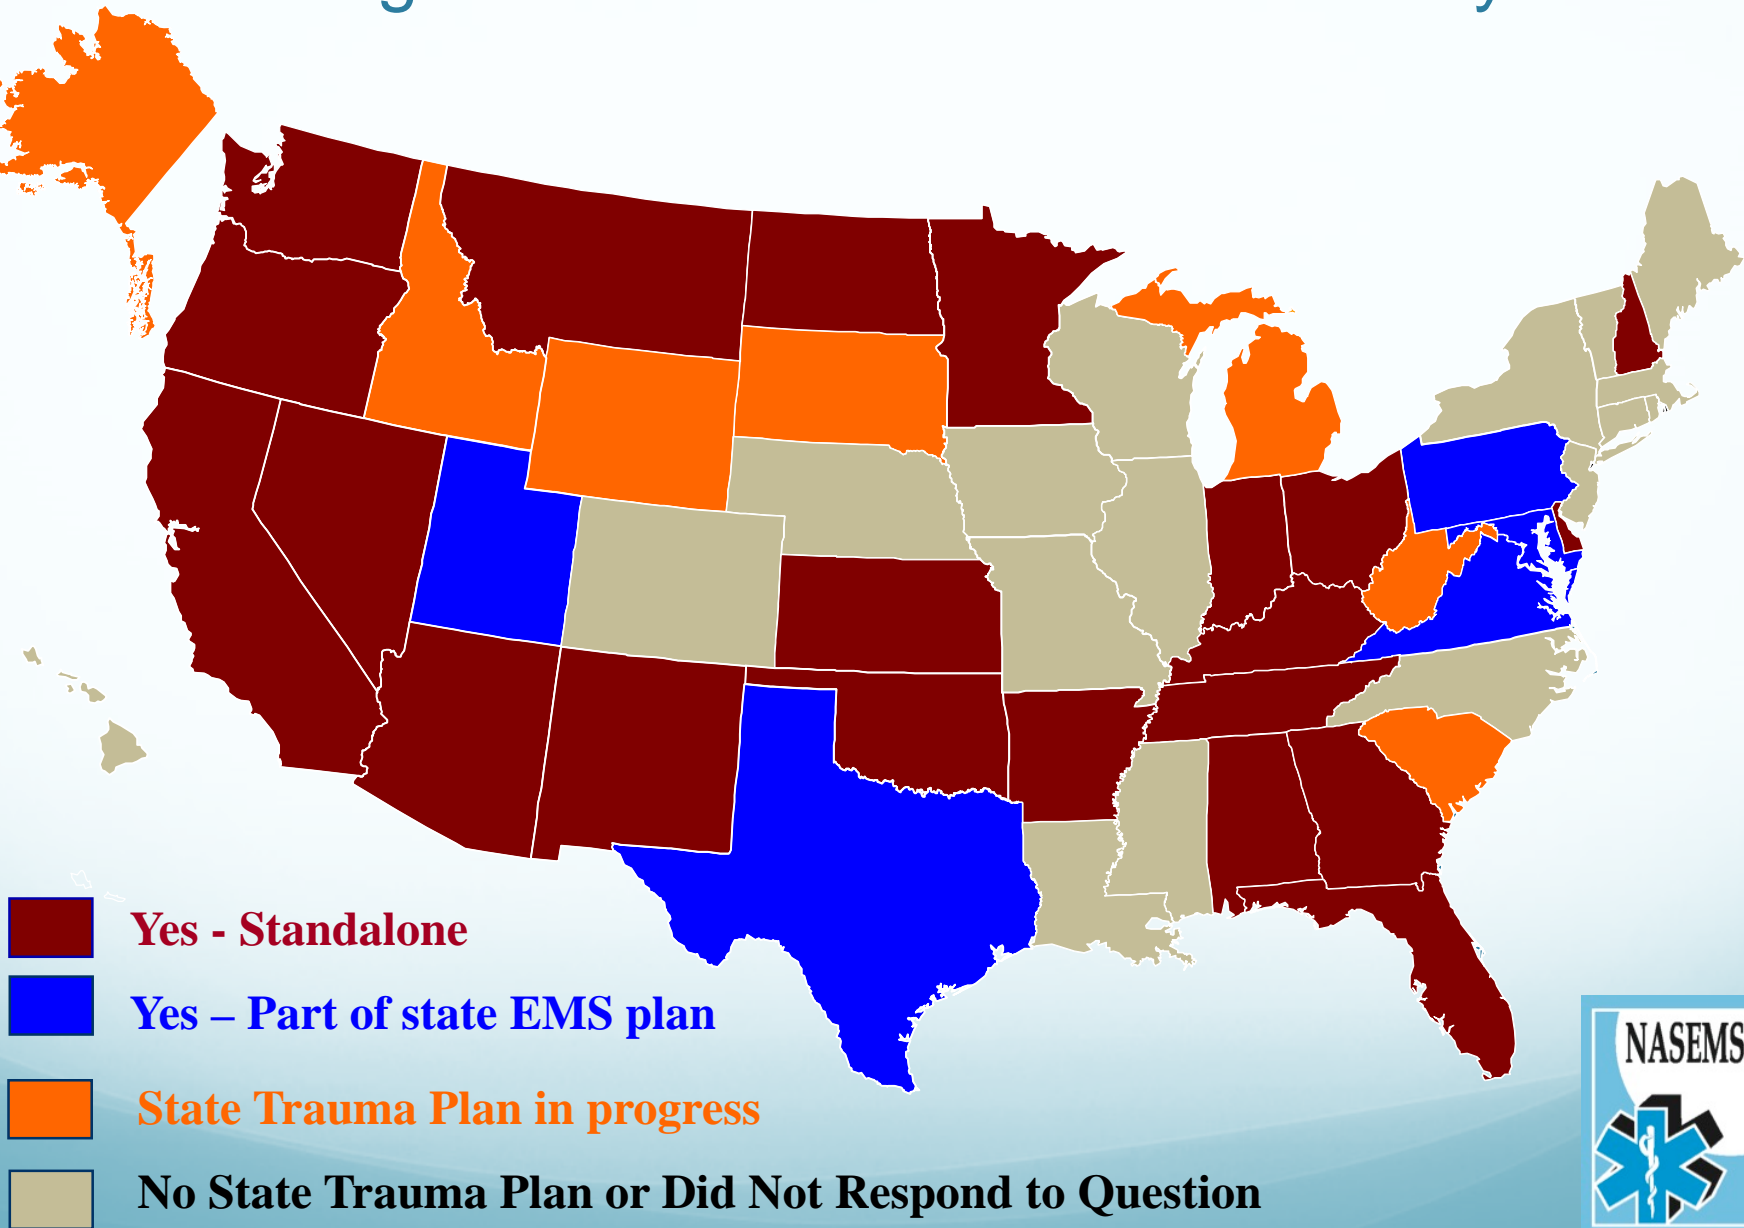 Yes - Standalone
Yes – Part of state EMS plan
State Trauma Plan in progress
No State Trauma Plan or Did Not Respond to Question
NASEMS